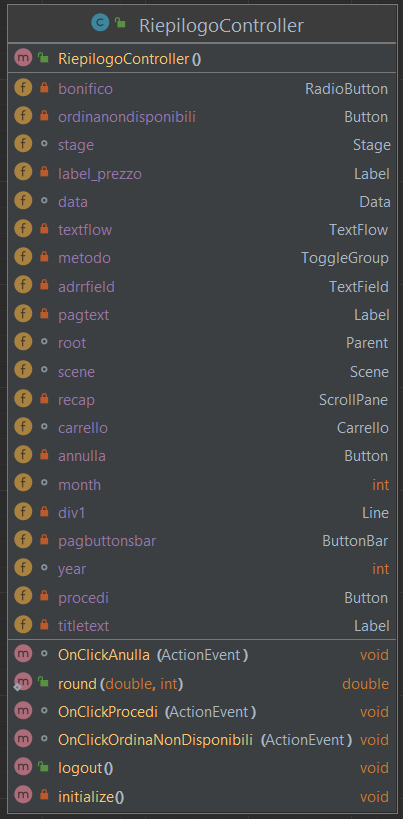 C RiepilogoController
m RiepilogoController()
f bonifico RadioButton
f ordinanondisponibili Button
f stage Stage
f label_prezzo Label
f data Data
f textflow TextFlow
f metodo ToggleGroup
f adrrfield TextField
f pagtext Label
f root Parent
f scene Scene
f recap ScrollPane
f carrello Carrello
f annulla Button
f month int
f div1 Line
f pagbuttonsbar ButtonBar
f year int
f procedi Button
f titletext Label
m OnClickAnulla (ActionEvent) void
m round(double, int) double
m OnClickProcedi (ActionEvent) void
m OnClickOrdinaNonDisponibili (ActionEvent) void
m logout() void
m initialize() void